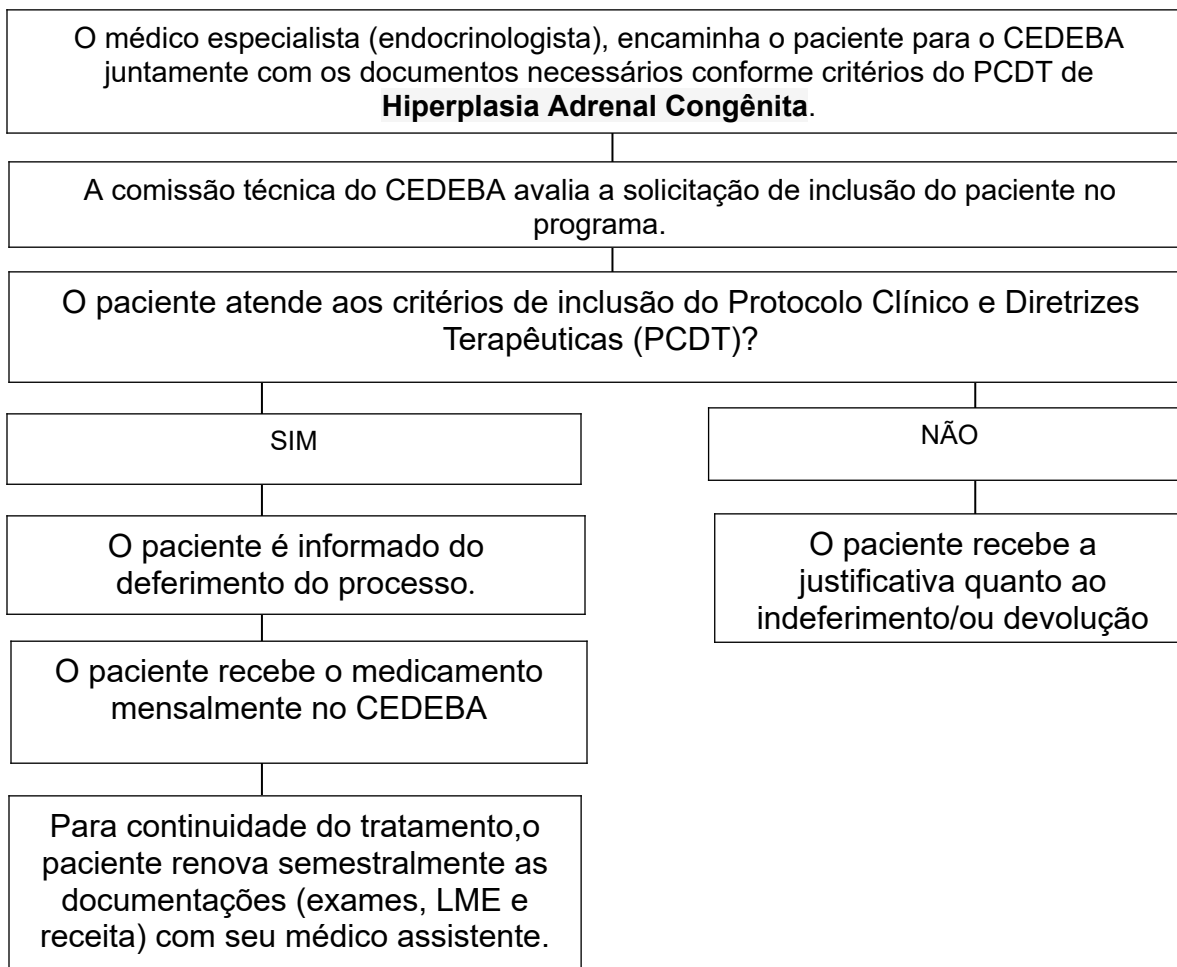 O médico especialista (endocrinologista), encaminha o paciente para o CEDEBA
juntamente com os documentos necessários conforme critérios do PCDT de
Hiperplasia Adrenal Congênita.
A comissão técnica do CEDEBA avalia a solicitação de inclusão do paciente no
programa.
O paciente atende aos critérios de inclusão do Protocolo Clínico e Diretrizes
Terapêuticas (PCDT)?
SIM
NÃO
O paciente é informado do
deferimento do processo.
O paciente recebe a
justificativa quanto ao
indeferimento/ou devolução
O paciente recebe o medicamento
mensalmente no CEDEBA
Para continuidade do tratamento,o
paciente renova semestralmente as
documentações (exames, LME e
receita) com seu médico assistente.